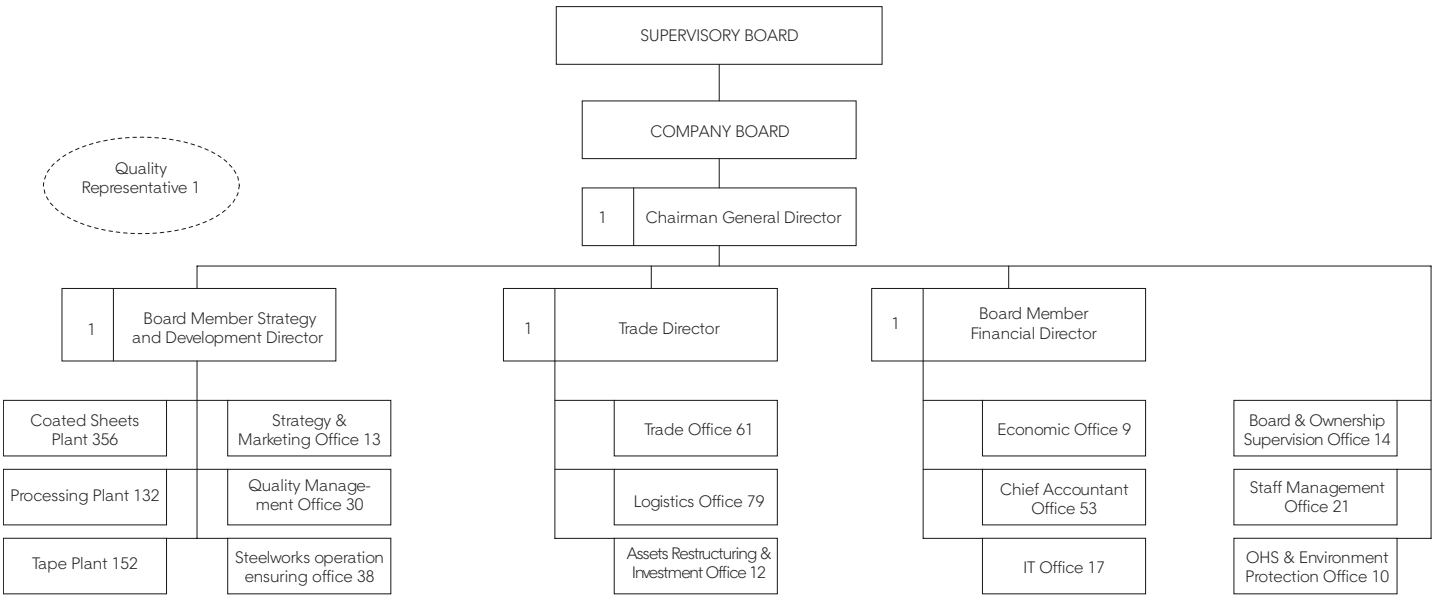 SUPERVISORY BOARD
COMPANY BOARD
Quality
Representative 1
1
Chairman General Director
1
Board Member Strategy
and Development Director
1
Trade Director
1
Board Member
Financial Director
Coated Sheets
Plant 356
Strategy &
Marketing Office 13
Trade Office 61
Economic Office 9
Board & Ownership
Supervision Office 14
Processing Plant 132
Quality Manage-
ment Office 30
Logistics Office 79
Chief Accountant
Office 53
Staff Management
Office 21
Tape Plant 152
Steelworks operation
ensuring office 38
Assets Restructuring &
Investment Office 12
IT Office 17
OHS & Environment
Protection Office 10